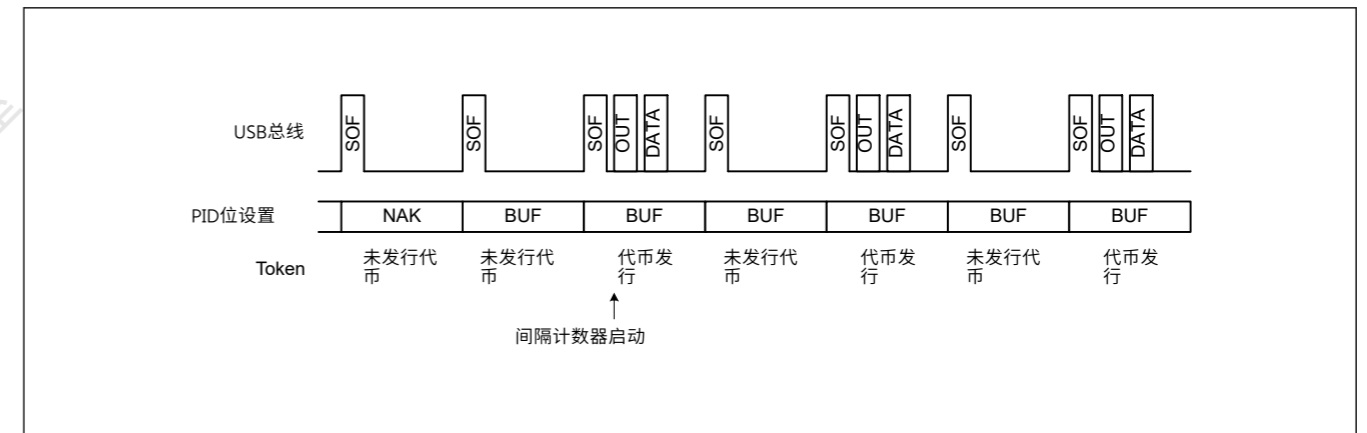 USB总线
SOF
SOF
SOF
OUT
DATA
SOF
SOF
OUT
DATA
SOF
SOF
OUT
DATA
PID位设置
NAK
BUF
BUF
BUF
BUF
BUF
BUF
Token
未发行代
币
未发行代
币
代币发
行
未发行代
币
代币发
行
未发行代
币
代币发
行
间隔计数器启动